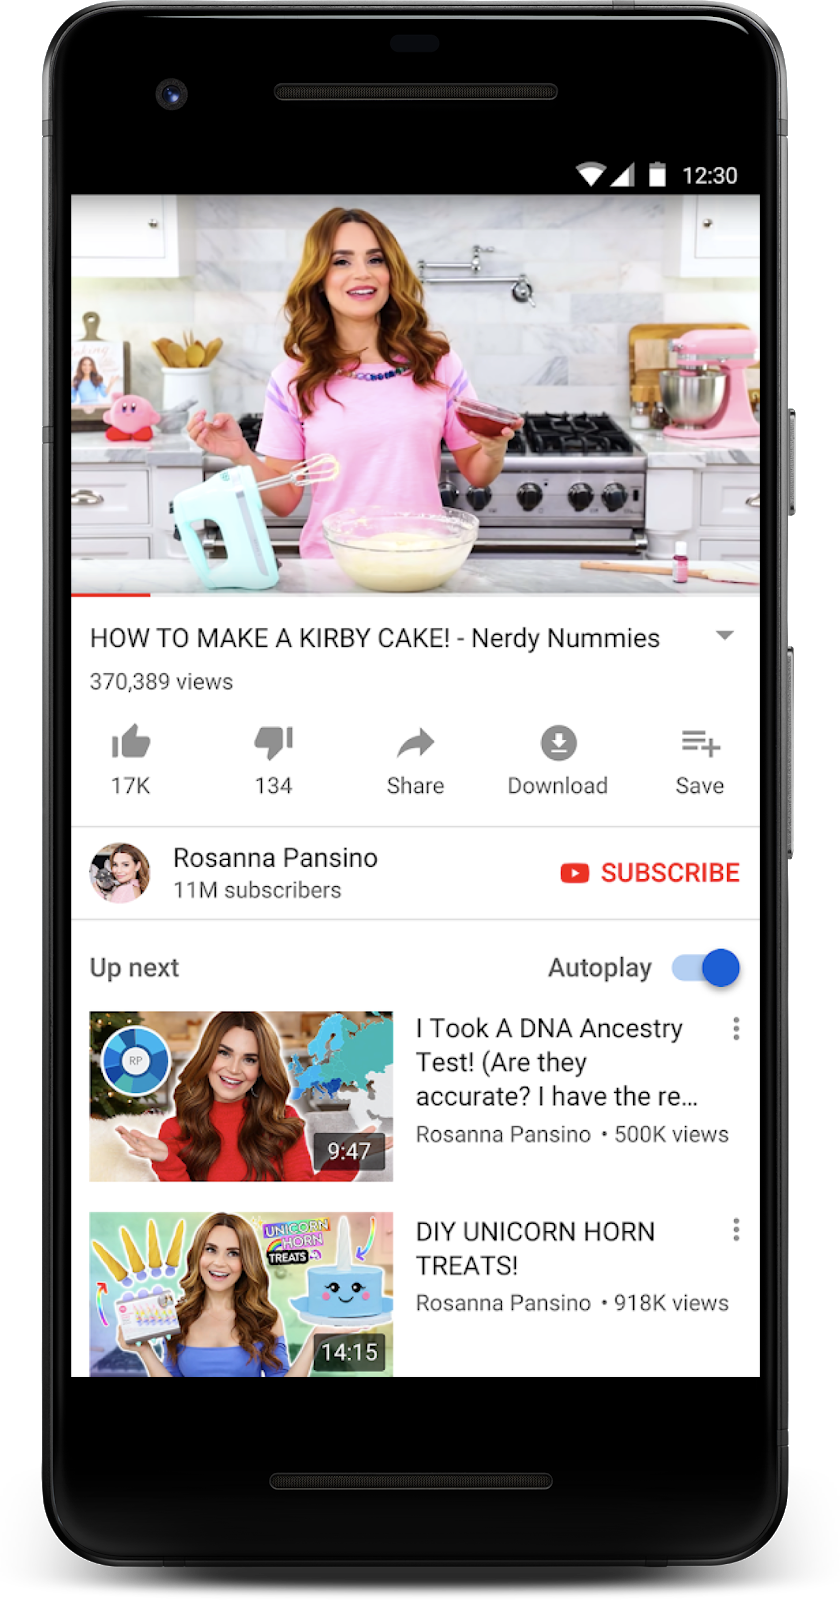 12:30
HOW TO MAKE A KIRBY CAKE! - Nerdy Nummies
370,389 views
17K
134
Share
Download
Save
Rosanna Pansino
11M subscribers
SUBSCRIBE
Up next
Autoplay
RP
9:47
I Took A DNA Ancestry
Test! (Are they
accurate? I have the re...
Rosanna Pansino • 500K views
UNICORN
HORN
TREATS
14:15
DIY UNICORN HORN
TREATS!
Rosanna Pansino • 918K views